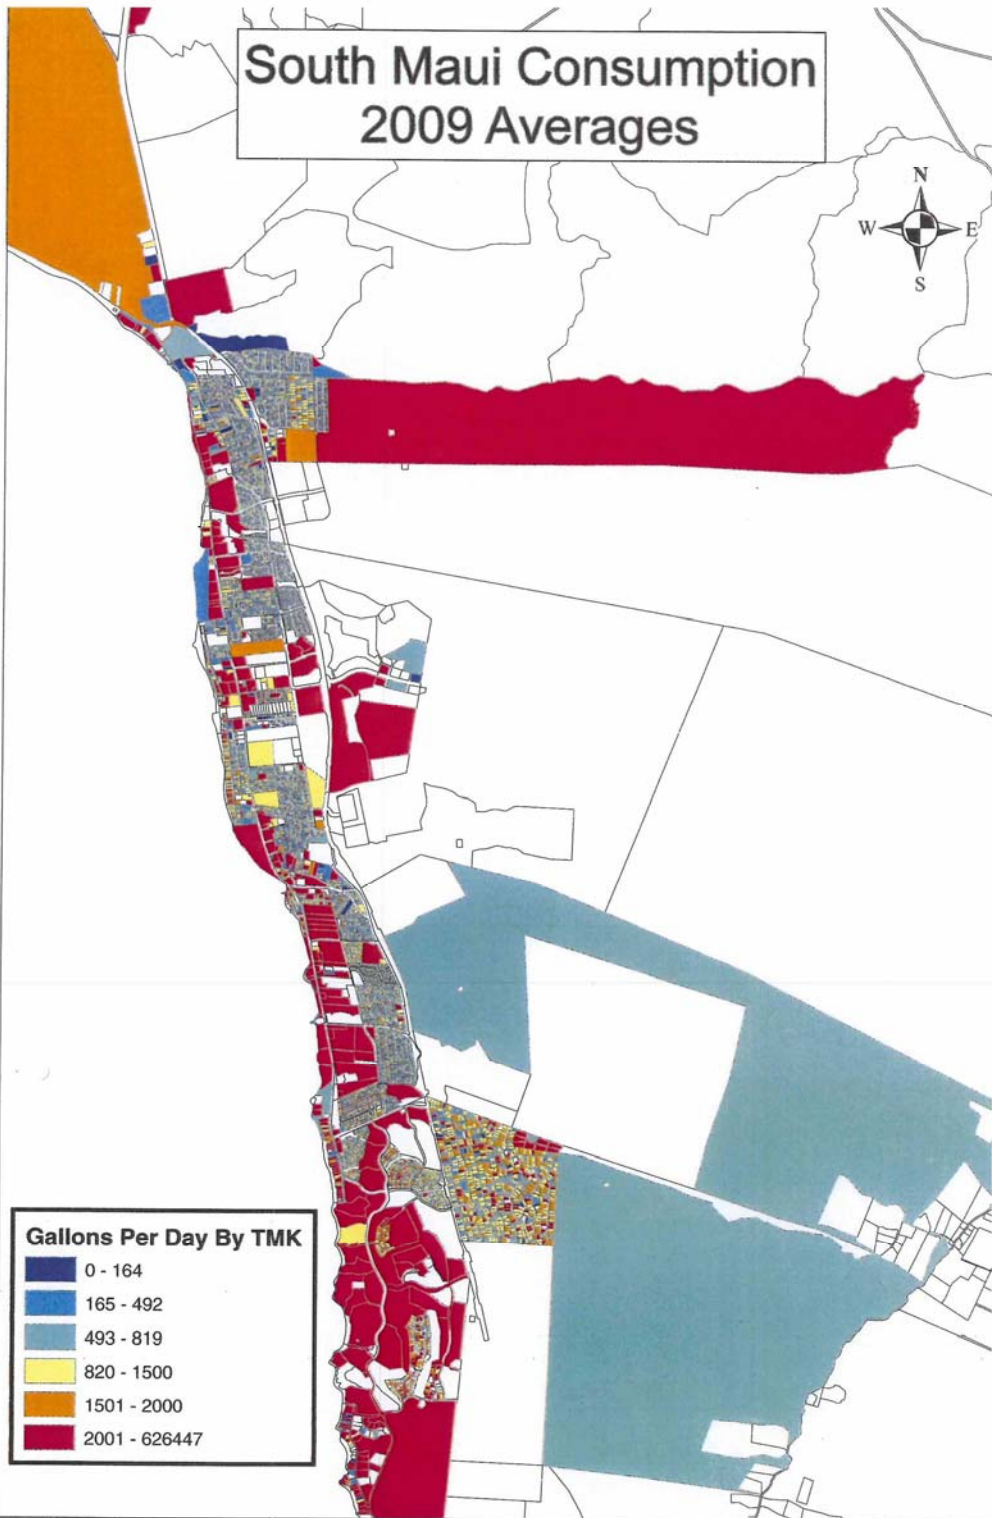 South Maui Consumption
2009 Averages
N
W E
S
Gallons Per Day By TMK
0 - 164
165 - 492
493 - 819
820 - 1500
1501 - 2000
2001 - 626447